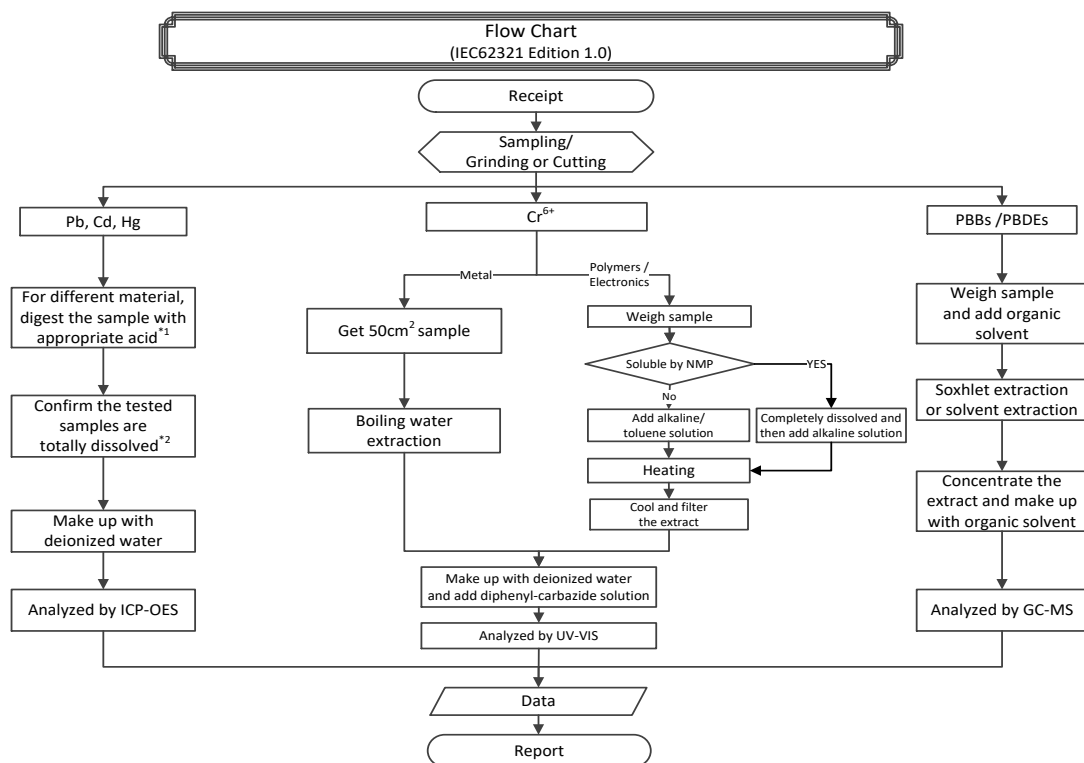 Flow Chart
(IEC62321 Edition 1.0)
Receipt
Sampling/
Grinding or Cutting
Pb, Cd, Hg
For different material,
digest the sample with
appropriate acid*1
Confirm the tested
samples are
totally dissolved*2
Make up with
deionized water
Analyzed by ICP-OES
Cr6+
Metal
Get 50cm2 sample
Boiling water
extraction
Polymers /
Electronics
Weigh sample
Soluble by NMP
YES
No
Add alkaline/
toluene solution
Completely dissolved and
then add alkaline solution
Heating
Cool and filter
the extract
Make up with deionized water
and add diphenyl-carbazide solution
Analyzed by UV-VIS
PBBs /PBDEs
Weigh sample
and add organic
solvent
Soxhlet extraction
or solvent extraction
Concentrate the
extract and make up
with organic solvent
Analyzed by GC-MS
Data
Report